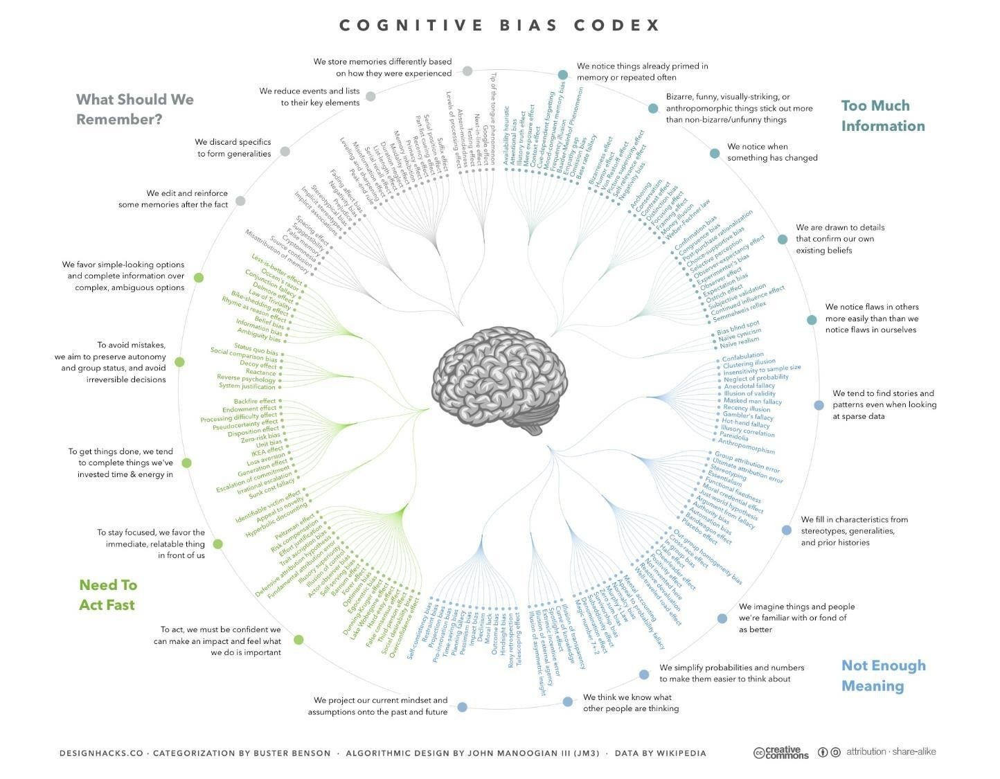 COGNITIVE BIAS CODEX
What Should We
Remember?
We store memories differently based
on how they were experienced
Tip of the tongue phenomenon
Google effect
Next-in-line effect
Testing effect
Absent-mindedness
Levels of processing effect
We reduce events and lists
to their key elements
Suffix effect
Serial position effect
Part-list cueing effect
Recency effect
Primacy effect
Memory inhibition
Modality effect
Duration neglect
List-length effect
Serial recall effect
Misinformation effect
Leveling and sharpening
Peak-end rule
We discard specifics
to form generalities
Fading affect bias
Negativity bias
Prejudice
Stereotypical bias
Implicit stereotypes
Implicit associations
We edit and reinforce
some memories after the fact
Spacing effect
Suggestibility
False memory
Cryptomnesia
Source confusion
Misattribution of memory
Too Much
Information
We notice things already primed in
memory or repeated often
Availability heuristic
Attentional bias
Illusory truth effect
Mere exposure effect
Context effect
Cue-dependent forgetting
Mood-congruent memory bias
Frequency illusion
Baader-Meinhof Phenomenon
Empathy gap
Omission bias
Base rate fallacy
Bizarre, funny, visually-striking, or
anthropomorphic things stick out more
than non-bizarre/unfunny things
Bizarreness effect
Humor effect
Von Restorff effect
Picture superiority effect
Self-relevance effect
Negativity bias
We notice when
something has changed
Anchoring
Conservatism
Contrast effect
Distinction bias
Focusing effect
Framing effect
Money illusion
Weber-Fechner law
We are drawn to details
that confirm our own
existing beliefs
Confirmation bias
Congruence bias
Post-purchase rationalization
Choice-supportive bias
Selective perception
Observer-expectancy effect
Experimenter's bias
Observer effect
Expectation bias
Ostrich effect
Subjective validation
Continued influence effect
Semmelweis reflex
We notice flaws in others
more easily than than we
notice flaws in ourselves
Bias blind spot
Naïve cynicism
Naïve realism
We tend to find stories and
patterns even when looking
at sparse data
Confabulation
Clustering illusion
Insensitivity to sample size
Neglect of probability
Anecdotal fallacy
Illusion of validity
Masked man fallacy
Recency illusion
Gambler's fallacy
Hot-hand fallacy
Illusory correlation
Pareidolia
Anthropomorphism
We fill in characteristics from
stereotypes, generalities,
and prior histories
Group attribution error
Ultimate attribution error
Stereotyping
Essentialism
Functional fixedness
Moral credential effect
Just-world hypothesis
Argument from fallacy
Authority bias
Automation bias
Bandwagon effect
Placebo effect
We imagine things and people
we're familiar with or fond of
as better
Out-group homogeneity bias
Cross-race effect
In-group bias
Halo effect
Cheerleader effect
Positivity effect
Not invented here
Reactive devaluation
Well-traveled road effect
Not Enough
Meaning
We simplify probabilities and numbers
to make them easier to think about
Mental accounting
Appeal to probability fallacy
Normalcy bias
Murphy's Law
Zero sum bias
Survivorship bias
Subadditivity effect
Denomination effect
Magic number 7+-2
We think we know what
other people are thinking
Illusion of transparency
Curse of knowledge
Spotlight effect
Extrinsic incentive error
Illusion of external agency
Illusion of asymmetric insight
We project our current mindset and
assumptions onto the past and future
Telescoping effect
Rosy retrospection
Hindsight bias
Outcome bias
Moral luck
Declinism
Impact bias
Pessimism bias
Planning fallacy
Time-saving bias
Pro-innovation bias
Projection bias
Restraint bias
Self-consistency bias
We favor simple-looking options
and complete information over
complex, ambiguous options
Less-is-better effect
Occam's razor
Conjunction fallacy
Delmore effect
Law of Triviality
Bike-shedding effect
Rhyme as reason effect
Belief bias
Information bias
Ambiguity bias
To avoid mistakes,
we aim to preserve autonomy
and group status, and avoid
irreversible decisions
Status quo bias
Social comparison bias
Decoy effect
Reactance
Reverse psychology
System justification
To get things done, we tend
to complete things we've
invested time & energy in
Backfire effect
Endowment effect
Processing difficulty effect
Pseudocertainty effect
Disposition effect
Zero-risk bias
Unit bias
IKEA effect
Loss aversion
Generation effect
Escalation of commitment
Irrational escalation
Sunk cost fallacy
To stay focused, we favor the
immediate, relatable thing
in front of us
Identifiable victim effect
Appeal to novelty
Hyperbolic discounting
Need To
Act Fast
To act, we must be confident we
can make an impact and feel what
we do is important
Peltzman effect
Risk compensation
Effort justification
Trait ascription bias
Defensive attribution hypothesis
Fundamental attribution error
Illusory superiority
Illusion of control
Actor-observer bias
Self-serving bias
Barnum effect
Forer effect
Optimism bias
Egocentric bias
Dunning-Kruger effect
Lake Wobegone effect
Hard-easy effect
False consensus effect
Third-person effect
Social desirability bias
Overconfidence effect
DESIGNHACKS.CO · CATEGORIZATION BY BUSTER BENSON · ALGORITHMIC DESIGN BY JOHN MANOOGIAN III (JM3) · DATA BY WIKIPEDIA
cc creative commons
attribution · share-alike